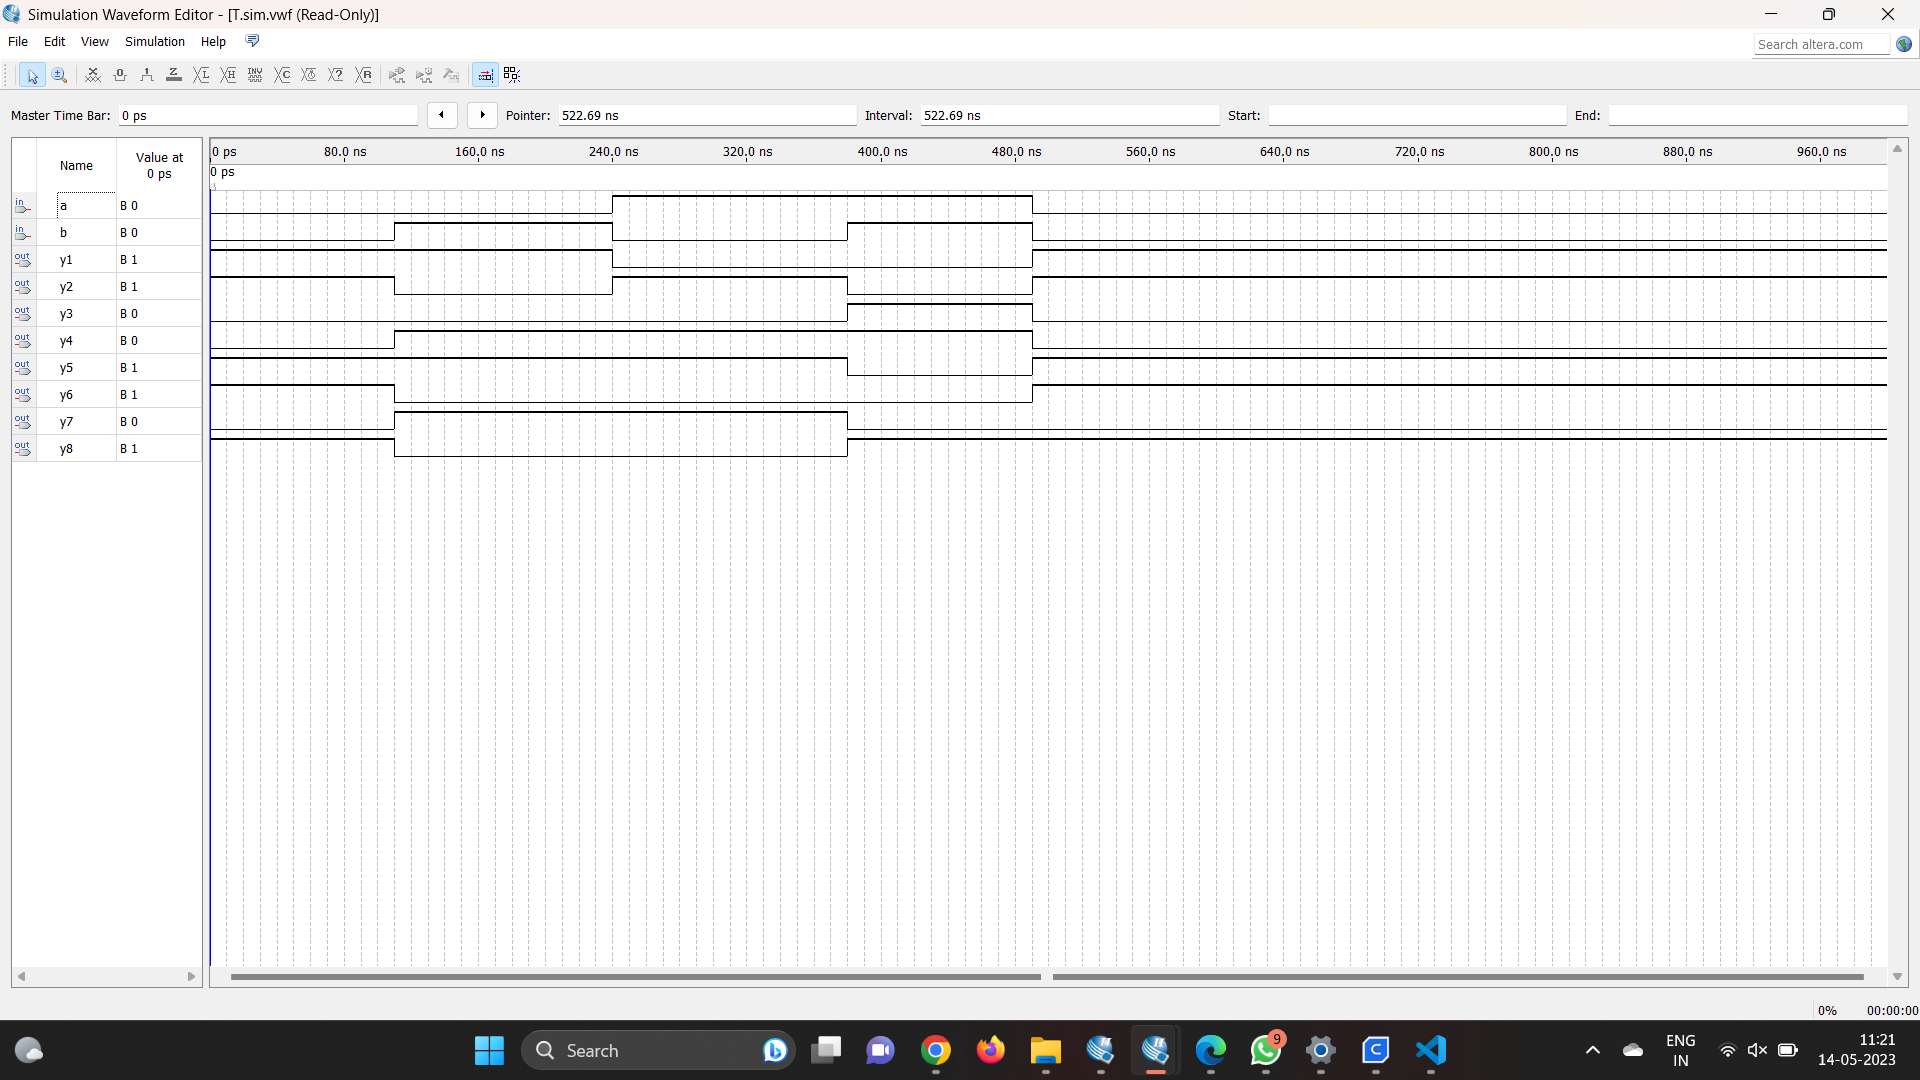 Simulation Waveform Editor - [T.sim.vwf (Read-Only)]
File Edit View Simulation Help
Search altera.com
Master Time Bar: 0 ps Pointer: 522.69 ns Interval: 522.69 ns Start: End:
Name Value at 0 ps
0 ps 80.0 ns 160.0 ns 240.0 ns 320.0 ns 400.0 ns 480.0 ns 560.0 ns 640.0 ns 720.0 ns 800.0 ns 880.0 ns 960.0 ns
0 ps
in a B 0
in b B 0
out y1 B 1
out y2 B 1
out y3 B 0
out y4 B 0
out y5 B 1
out y6 B 1
out y7 B 0
out y8 B 1
0% 00:00:00
Search
9
ENG
IN
11:21
14-05-2023